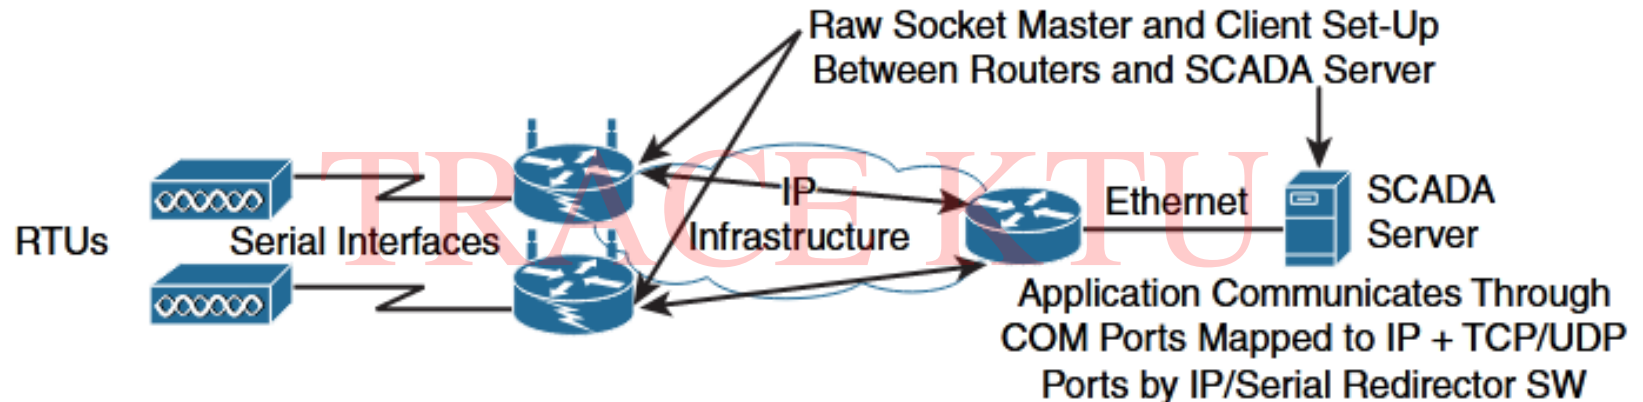 Raw Socket Master and Client Set-Up
Between Routers and SCADA Server
TRACE KTU
IP
Infrastructure
Ethernet
SCADA
Server
RTUs
Serial Interfaces
Application Communicates Through
COM Ports Mapped to IP + TCP/UDP
Ports by IP/Serial Redirector SW